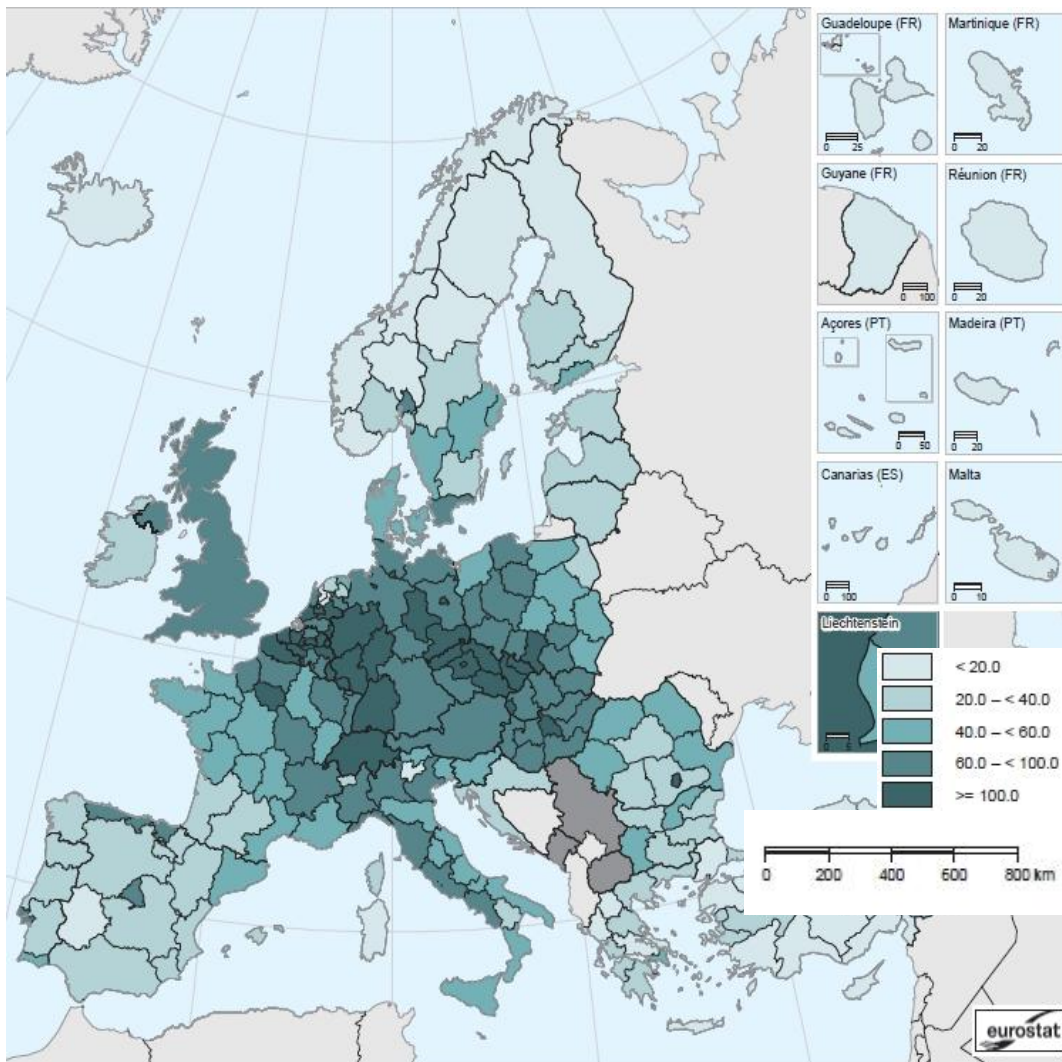 Guadeloupe (FR)
0 25
Martinique (FR)
0 20
Guyane (FR)
0 100
Réunion (FR)
0 20
Açores (PT)
0 50
Madeira (PT)
0 20
Canarias (ES)
0 100
Malta
0 10
Liechtenstein
< 20.0
20.0 – < 40.0
40.0 – < 60.0
60.0 – < 100.0
>= 100.0
0 200 400 600 800 km
eurostat